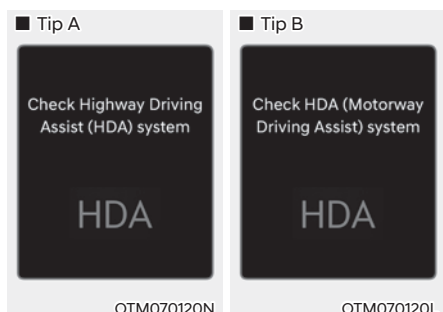 ■ Tip A
Check Highway Driving
Assist (HDA) system
HDA
OTM070120N
■ Tip B
Check HDA (Motorway
Driving Assist) system
HDA
OTM070120L